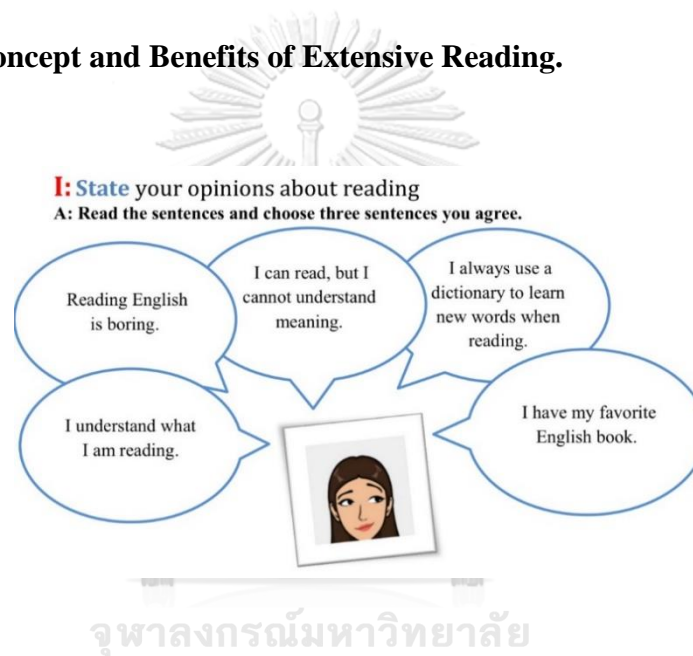 oncept and Benefits of Extensive Reading.
I: State your opinions about reading
A: Read the sentences and choose three sentences you agree.
Reading English
is boring.
I can read, but I
cannot understand
meaning.
I always use a
dictionary to learn
new words when
reading.
I understand what
I am reading.
I have my favorite
English book.
จุฬาลงกรณ์มหาวิทยาลัย